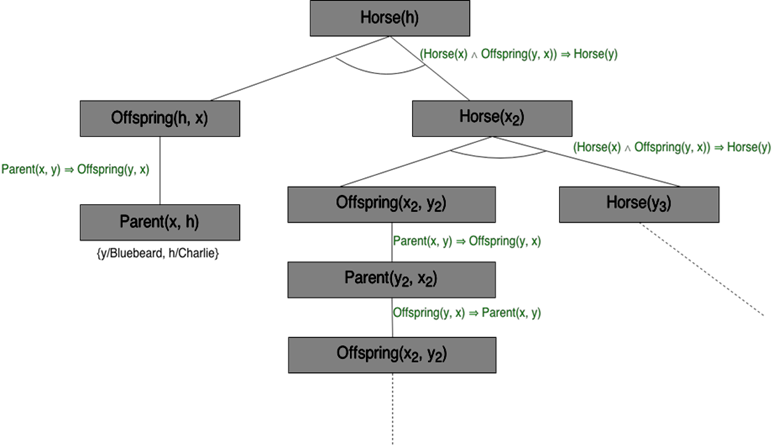 Horse(h)
(Horse(x) ∧ Offspring(y, x)) ⇒ Horse(y)
Offspring(h, x)
Horse(x₂)
(Horse(x) ∧ Offspring(y, x)) ⇒ Horse(y)
Parent(x, y) ⇒ Offspring(y, x)
Offspring(x₂, y₂)
Horse(y₃)
Parent(x, h)
Parent(x, y) ⇒ Offspring(y, x)
{y/Bluebeard, h/Charlie}
Parent(y₂, x₂)
Offspring(y, x) ⇒ Parent(x, y)
Offspring(x₂, y₂)